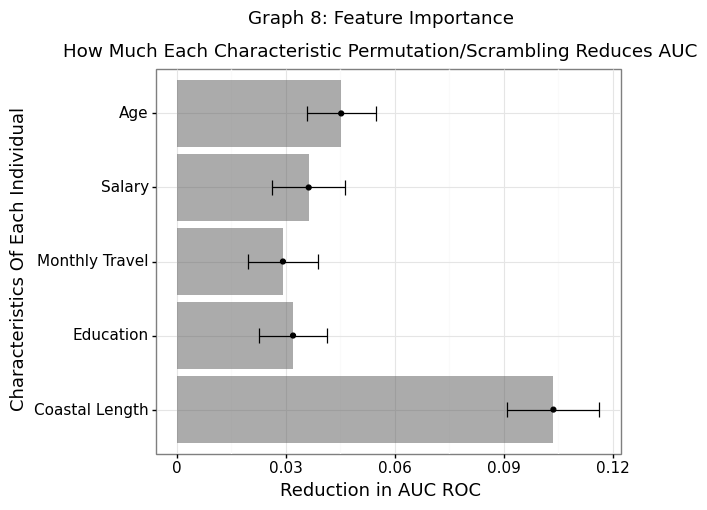 Graph 8: Feature Importance
How Much Each Characteristic Permutation/Scrambling Reduces AUC
Characteristics Of Each Individual
Age
Salary
Monthly Travel
Education
Coastal Length
0 0.03 0.06 0.09 0.12
Reduction in AUC ROC